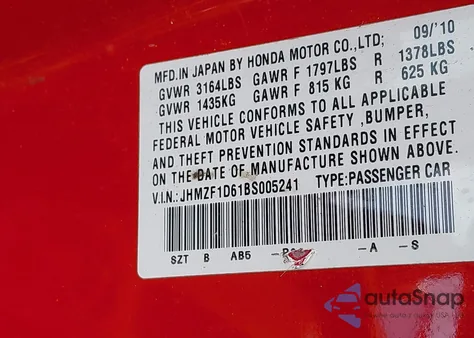 MFD.IN JAPAN BY HONDA MOTOR CO.,LTD; 09/'10
GVWR 3164LBS GAWR F 1797LBS R 1378LBS
GVWR 1435KG GAWR F 815 KG R 625 KG
THIS VEHICLE CONFORMS TO ALL APPLICABLE
FEDERAL MOTOR VEHICLE SAFETY ,BUMPER,
AND THEFT PREVENTION STANDARDS IN EFFECT
ON THE DATE OF MANUFACTURE SHOWN ABOVE.
V.I.N.: JHMZF1D61BS005241 TYPE:PASSENGER CAR
SZT B AB5 -A -S
autoSnap